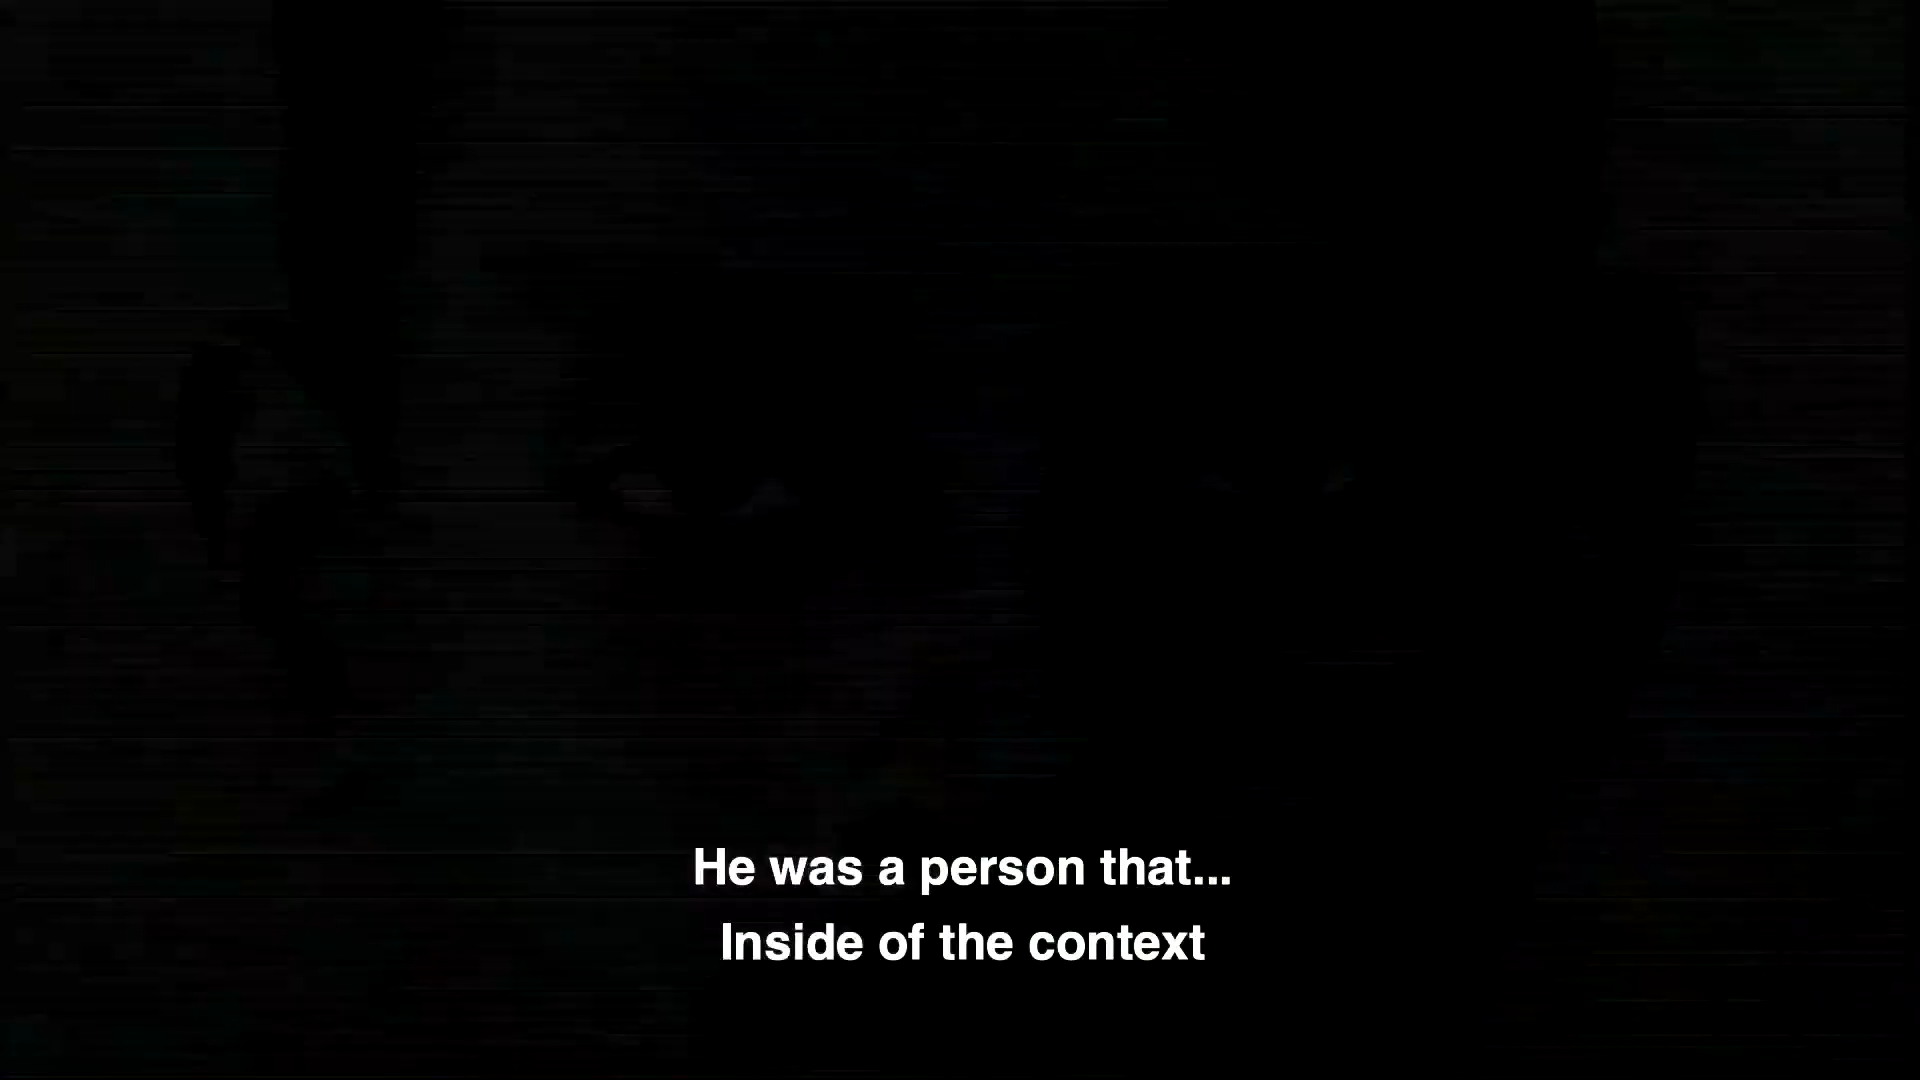 He was a person that...
Inside of the context